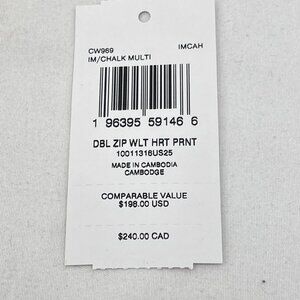 CW969 IMCAH
IM/CHALK MULTI
1 96395 59146 6
DBL ZIP WLT HRT PRNT
10011316US25
MADE IN CAMBODIA
CAMBODGE
COMPARABLE VALUE
$198.00 USD
$240.00 CAD